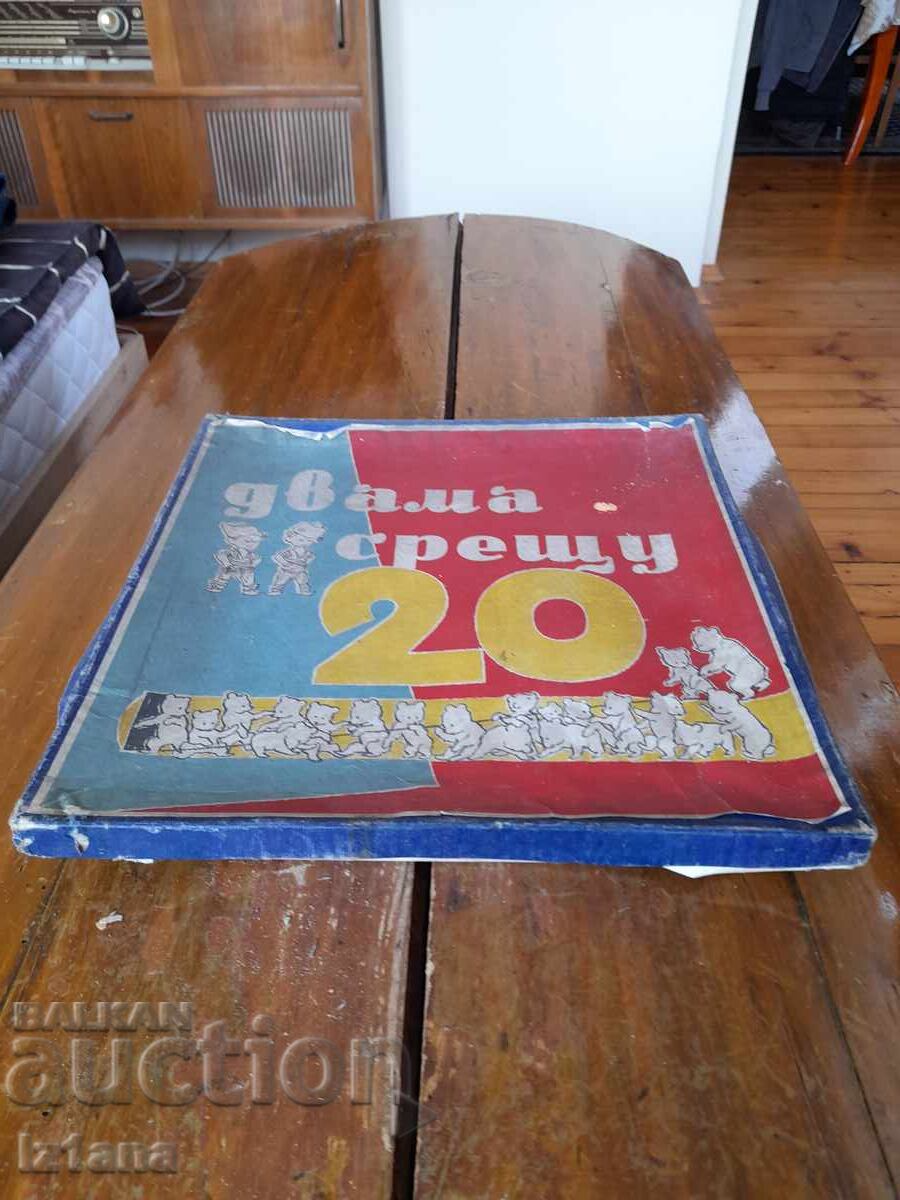 двама
срещу
20
BALKAN
auction
Iz1ana